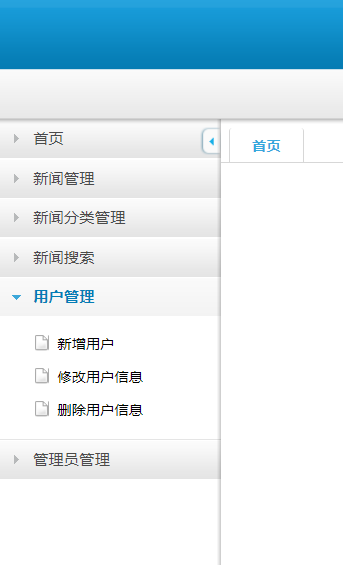 首页
首页
新闻管理
新闻分类管理
新闻搜索
用户管理
新增用户
修改用户信息
删除用户信息
管理员管理